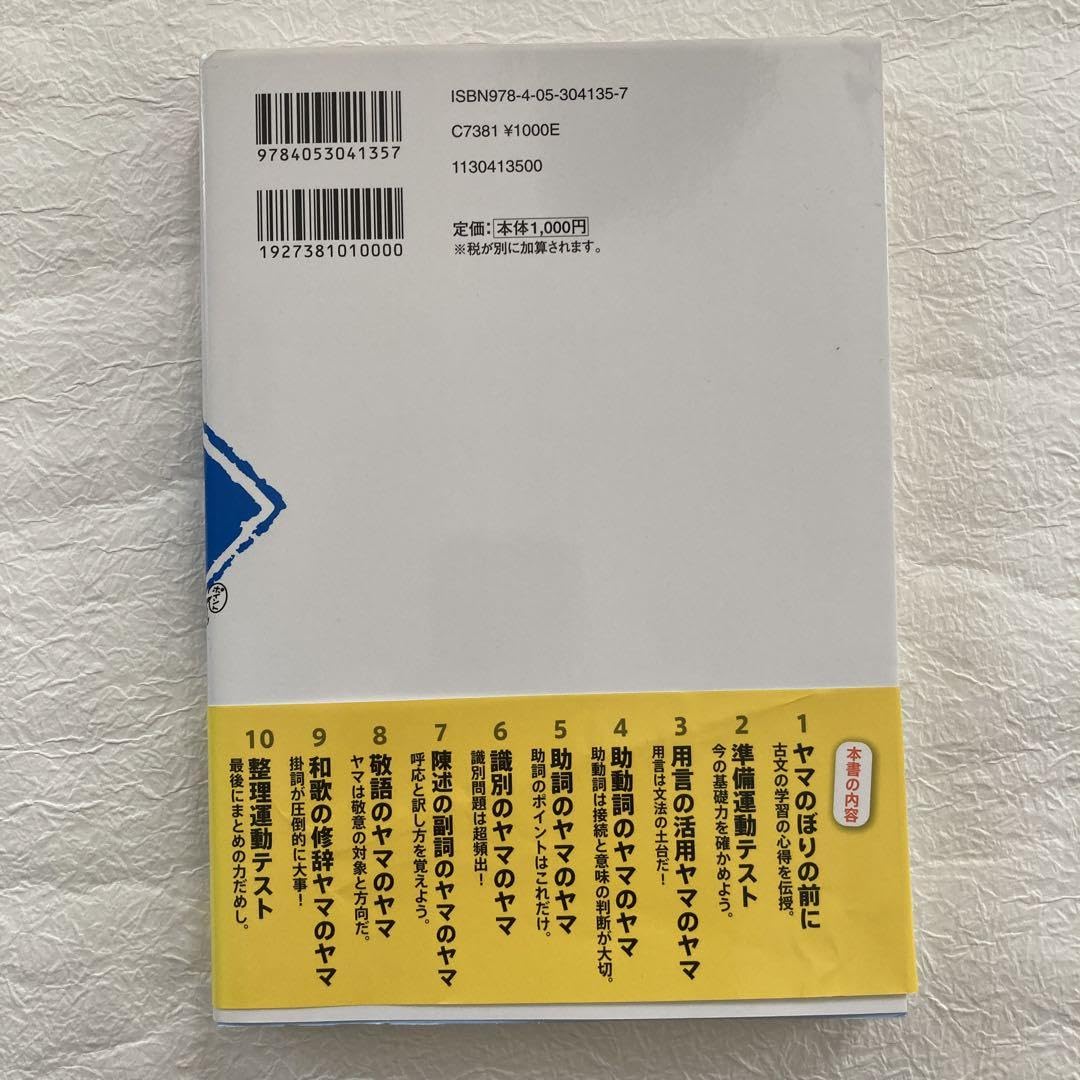 ISBN978-4-05-304135-7
C7381 ¥1000E
1130413500
9784053041357
1927381010000
定価：本体1,000円
※税が別に加算されます。
ポイント
本書の内容
1 ヤマのぼりの前に
古文の学習の心得を伝授。
2 準備運動テスト
今の基礎力を確かめよう。
3 用言の活用ヤマのヤマ
用言は文法の土台だ！
4 助動詞のヤマのヤマ
助動詞は接続と意味の判断が大切。
5 助詞のヤマのヤマ
助詞のポイントはこれだけ。
6 識別のヤマのヤマ
識別問題は超頻出！
7 陳述の副詞のヤマのヤマ
呼応と訳し方を覚えよう。
8 敬語のヤマのヤマ
ヤマは敬意の対象と方向だ。
9 和歌の修辞ヤマのヤマ
掛詞が圧倒的に大事！
10 整理運動テスト
最後にまとめの力だめし。